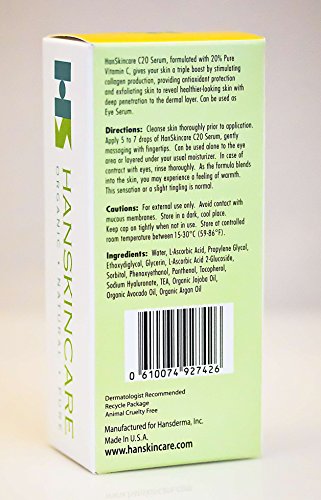 HS
HANSKINCARE
ORGANIC • NATURAL • PURE
HanSkincare C20 Serum, formulated with 20% Pure
Vitamin C, gives your skin a triple boost by stimulating
collagen production, providing antioxidant protection
and exfoliating skin to reveal healthier-looking skin with
deep penetration to the dermal layer. Can be used as
Eye Serum.
Directions: Cleanse skin thoroughly prior to application.
Apply 5 to 7 drops of HanSkincare C20 Serum, gently
massaging with fingertips. Can be used alone to the eye
area or layered under your usual moisturizer. In case of
contact with eyes, rinse thoroughly. As the formula blends
into the skin, you may experience a feeling of warmth.
This sensation or a slight tingling is normal.
Cautions: For external use only. Avoid contact with
mucous membranes. Store in a dark, cool place.
Keep cap on tightly when not in use. Store at controlled
room temperature between 15-30°C (59-86°F).
Ingredients: Water, L-Ascorbic Acid, Propylene Glycol,
Ethoxydiglycol, Glycerin, L-Ascorbic Acid 2-Glucoside,
Sorbitol, Phenoxyethanol, Panthenol, Tocopherol,
Sodium Hyaluronate, TEA, Organic Jojoba Oil,
Organic Avocado Oil, Organic Argan Oil
0 610074 927426
Dermatologist Recommended
Recycle Package
Animal Cruelty Free
Manufactured for Hansderma, Inc.
Made In U.S.A.
www.hanskincare.com